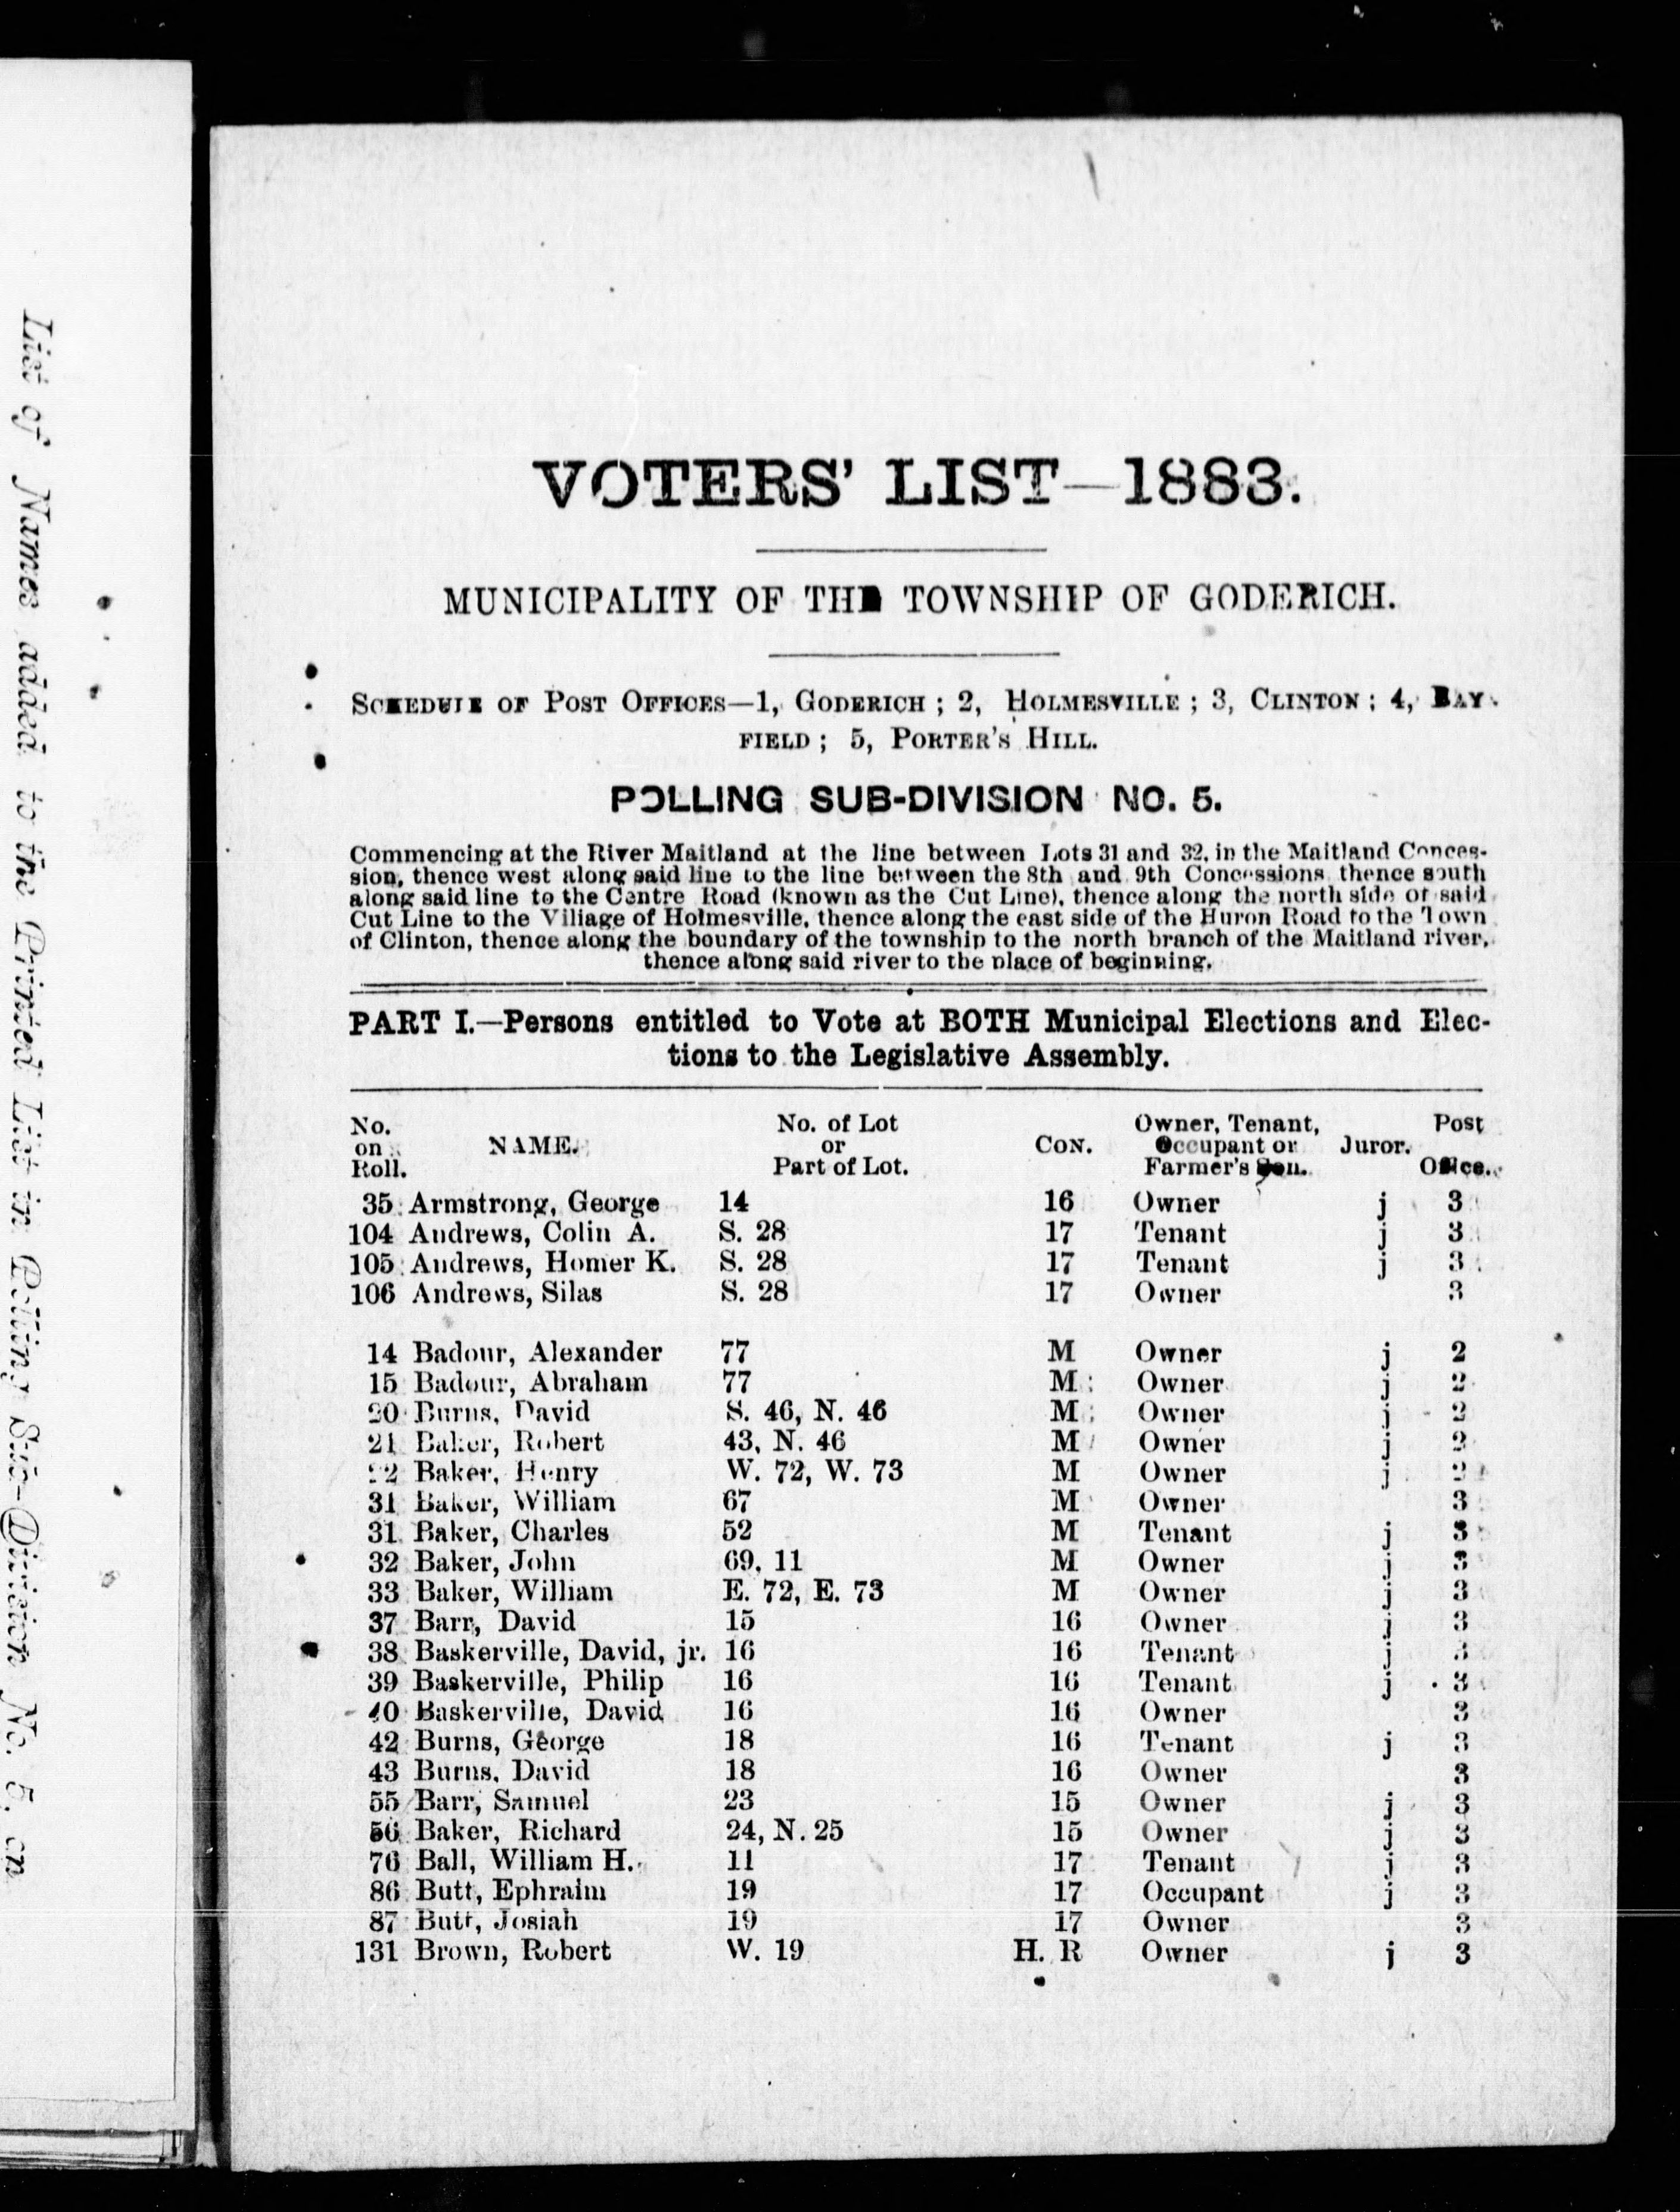 List of Names added to the Printed List in Polling Sub-Division No. 5, on
VOTERS' LIST—1883.
MUNICIPALITY OF THE TOWNSHIP OF GODERICH.
SCHEDULE OF POST OFFICES—1, GODERICH ; 2, HOLMESVILLE ; 3, CLINTON ; 4, BAY-
FIELD ; 5, PORTER'S HILL.
POLLING SUB-DIVISION NO. 5.
Commencing at the River Maitland at the line between Lots 31 and 32, in the Maitland Conces-
sion, thence west along said line to the line between the 8th and 9th Concessions thence south
along said line to the Centre Road (known as the Cut Line), thence along the north side of said
Cut Line to the Village of Holmesville, thence along the east side of the Huron Road to the Town
of Clinton, thence along the boundary of the township to the north branch of the Maitland river,
thence along said river to the place of beginning.
PART I.—Persons entitled to Vote at BOTH Municipal Elections and Elec-
tions to the Legislative Assembly.
No. on Roll. NAME. No. of Lot or Part of Lot. CON. Owner, Tenant, Occupant or Farmer's Son. Juror. Post Office.
35 Armstrong, George 14 16 Owner j 3
104 Andrews, Colin A. S. 28 17 Tenant j 3
105 Andrews, Homer K. S. 28 17 Tenant j 3
106 Andrews, Silas S. 28 17 Owner 3
14 Badour, Alexander 77 M Owner j 2
15 Badour, Abraham 77 M Owner j 2
20 Burns, David S. 46, N. 46 M Owner j 2
21 Baker, Robert 43, N. 46 M Owner j 2
22 Baker, Henry W. 72, W. 73 M Owner j 2
31 Baker, William 67 M Owner 3
31 Baker, Charles 52 M Tenant j 3
32 Baker, John 69, 11 M Owner j 3
33 Baker, William E. 72, E. 73 M Owner j 3
37 Barr, David 15 16 Owner j 3
38 Baskerville, David, jr. 16 16 Tenant j 3
39 Baskerville, Philip 16 16 Tenant j 3
40 Baskerville, David 16 16 Owner 3
42 Burns, George 18 16 Tenant j 3
43 Burns, David 18 16 Owner 3
55 Barr, Samuel 23 15 Owner j 3
56 Baker, Richard 24, N. 25 15 Owner j 3
76 Ball, William H. 11 17 Tenant j 3
86 Butt, Ephraim 19 17 Occupant j 3
87 Butt, Josiah 19 17 Owner 3
131 Brown, Robert W. 19 H. R Owner j 3